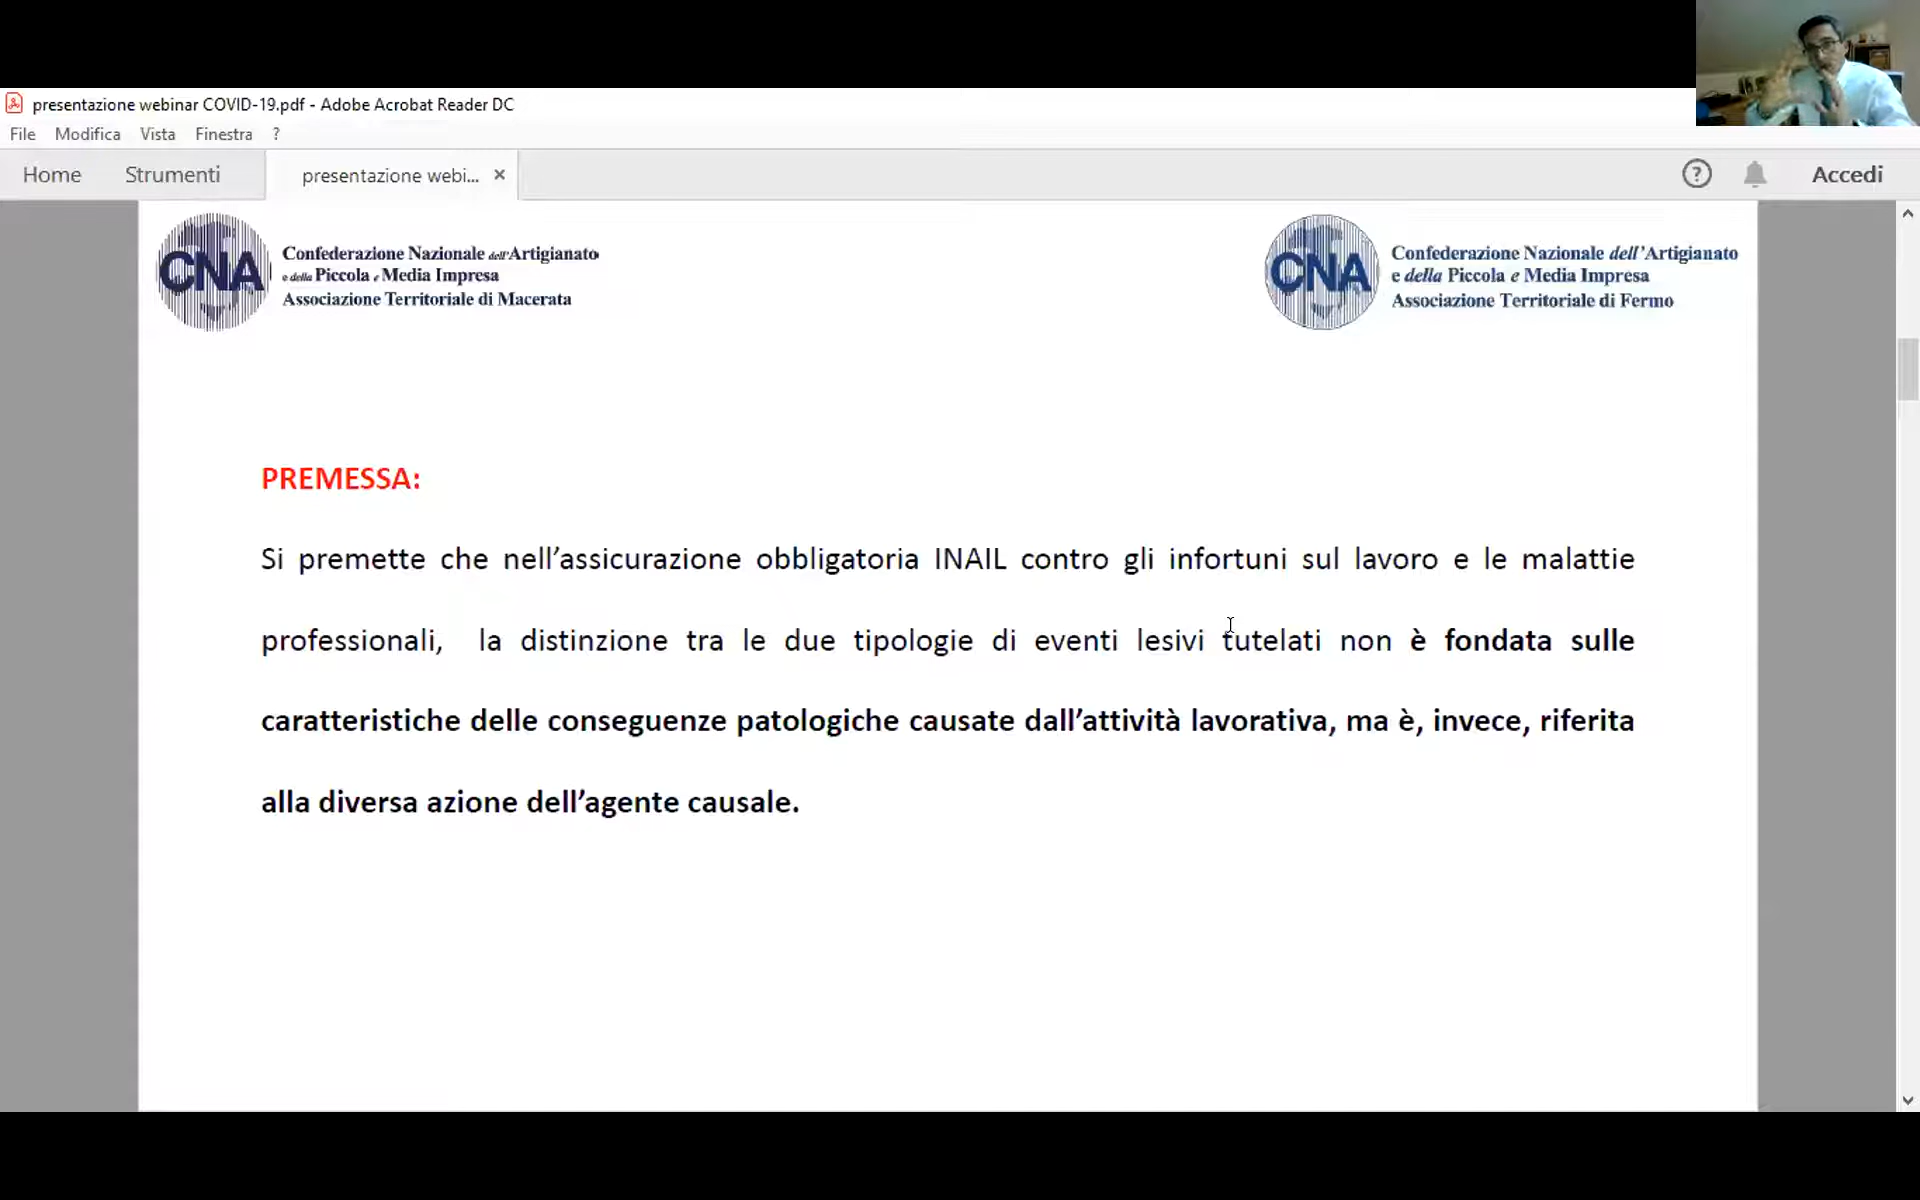 presentazione webinar COVID-19.pdf - Adobe Acrobat Reader DC
File Modifica Vista Finestra ?
Home Strumenti presentazione webi... × ? Accedi
CNA
Confederazione Nazionale dell'Artigianato
e della Piccola e Media Impresa
Associazione Territoriale di Macerata
CNA
Confederazione Nazionale dell'Artigianato
e della Piccola e Media Impresa
Associazione Territoriale di Fermo
PREMESSA:
Si premette che nell’assicurazione obbligatoria INAIL contro gli infortuni sul lavoro e le malattie
professionali, la distinzione tra le due tipologie di eventi lesivi tutelati non è fondata sulle
caratteristiche delle conseguenze patologiche causate dall’attività lavorativa, ma è, invece, riferita
alla diversa azione dell’agente causale.